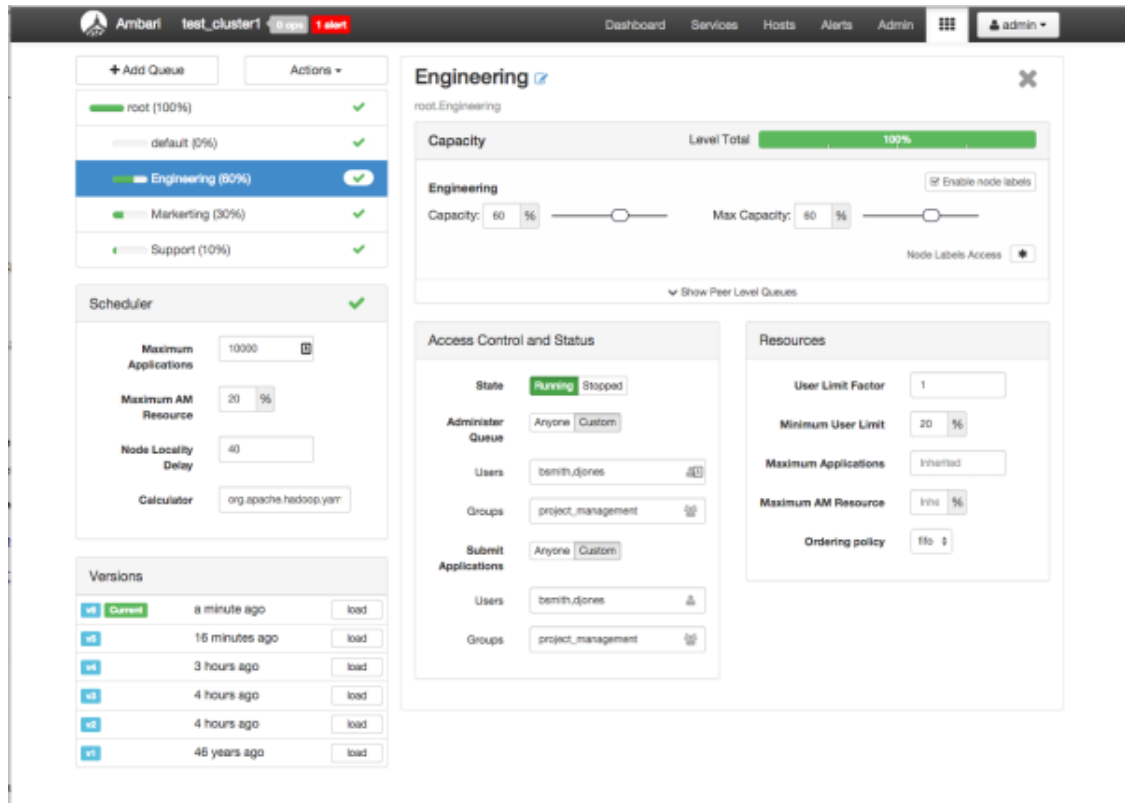 Ambari test_cluster1 0 ops 1 alert Dashboard Services Hosts Alerts Admin admin
+ Add Queue Actions
root (100%)
default (0%)
Engineering (60%)
Markerting (30%)
Support (10%)
Scheduler
Maximum Applications 10000
Maximum AM Resource 20 %
Node Locality Delay 40
Calculator org.apache.hadoop.yarn
Versions
v6 Current a minute ago load
v5 16 minutes ago load
v4 3 hours ago load
v3 4 hours ago load
v2 4 hours ago load
v1 46 years ago load
Engineering
root.Engineering
Capacity Level Total 100%
Engineering Enable node labels
Capacity: 60 % Max Capacity: 60 %
Node Labels Access *
Show Peer Level Queues
Access Control and Status
State Running Stopped
Administer Queue Anyone Custom
Users bsmith,djones
Groups project_management
Submit Applications Anyone Custom
Users bsmith,djones
Groups project_management
Resources
User Limit Factor 1
Minimum User Limit 20 %
Maximum Applications Inherited
Maximum AM Resource Inhe %
Ordering policy fifo